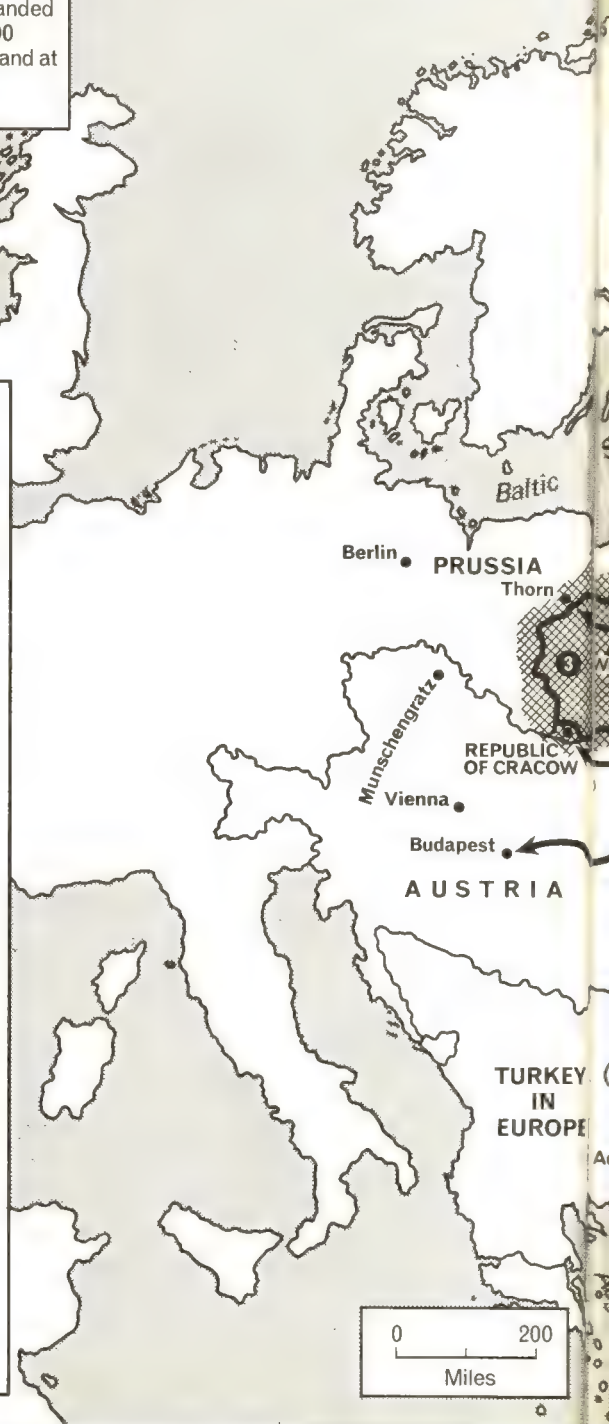 anded
00
and at
Baltic
Berlin
PRUSSIA
Thorn
3
REPUBLIC
OF CRACOW
Munschengratz
Vienna
Budapest
AUSTRIA
TURKEY
IN
EUROPE
0 200
Miles